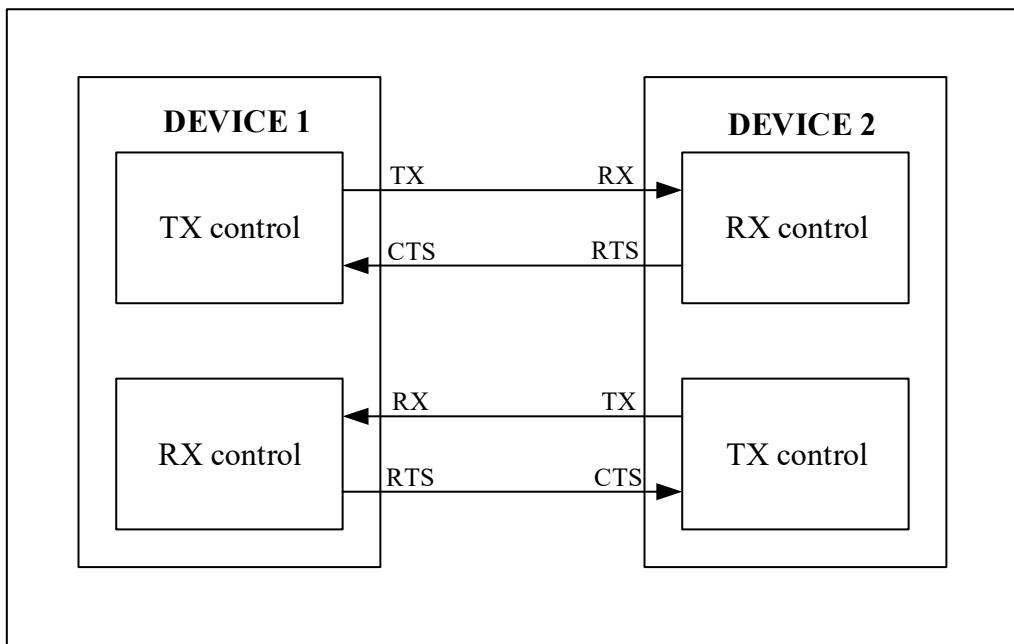 DEVICE 1
DEVICE 2
TX control
TX
RX
RX control
CTS
RTS
RX control
RX
TX
TX control
RTS
CTS